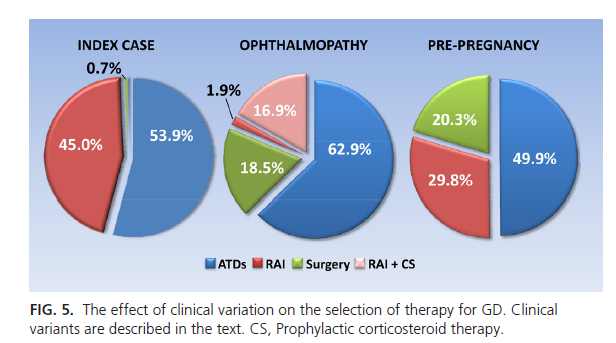 INDEX CASE
OPHTHALMOPATHY
PRE-PREGNANCY
0.7%
45.0%
53.9%
1.9%
16.9%
18.5%
62.9%
20.3%
29.8%
49.9%
ATDs RAI Surgery RAI + CS
FIG. 5. The effect of clinical variation on the selection of therapy for GD. Clinical
variants are described in the text. CS, Prophylactic corticosteroid therapy.